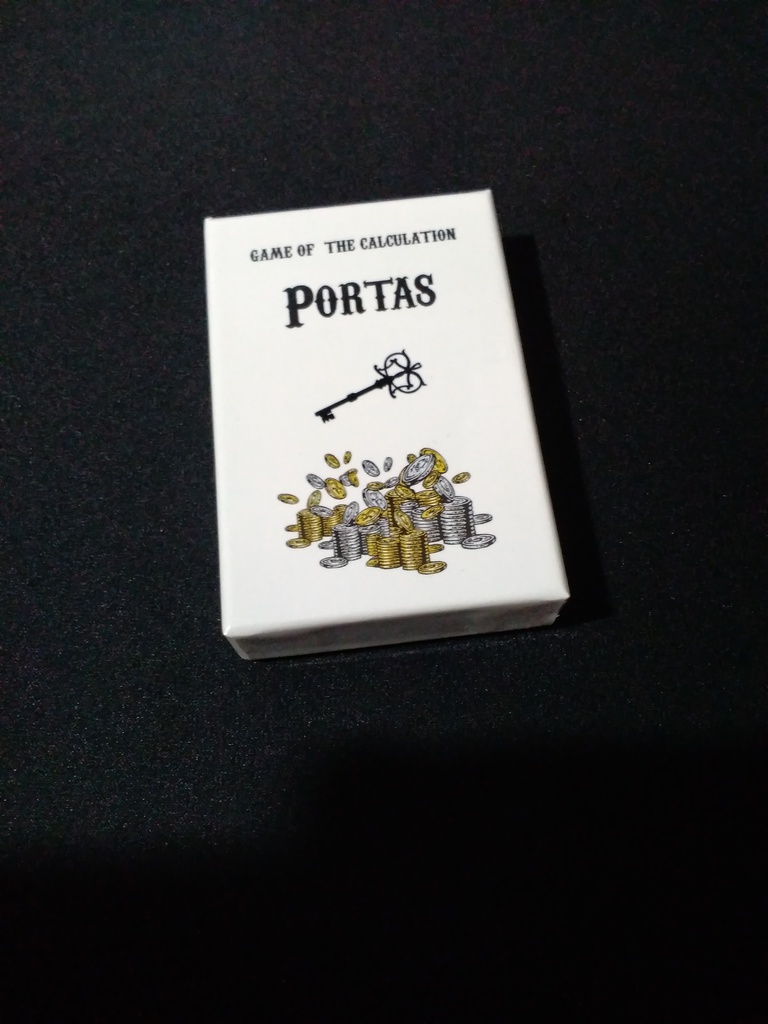 GAME OF THE CALCULATION
PORTAS